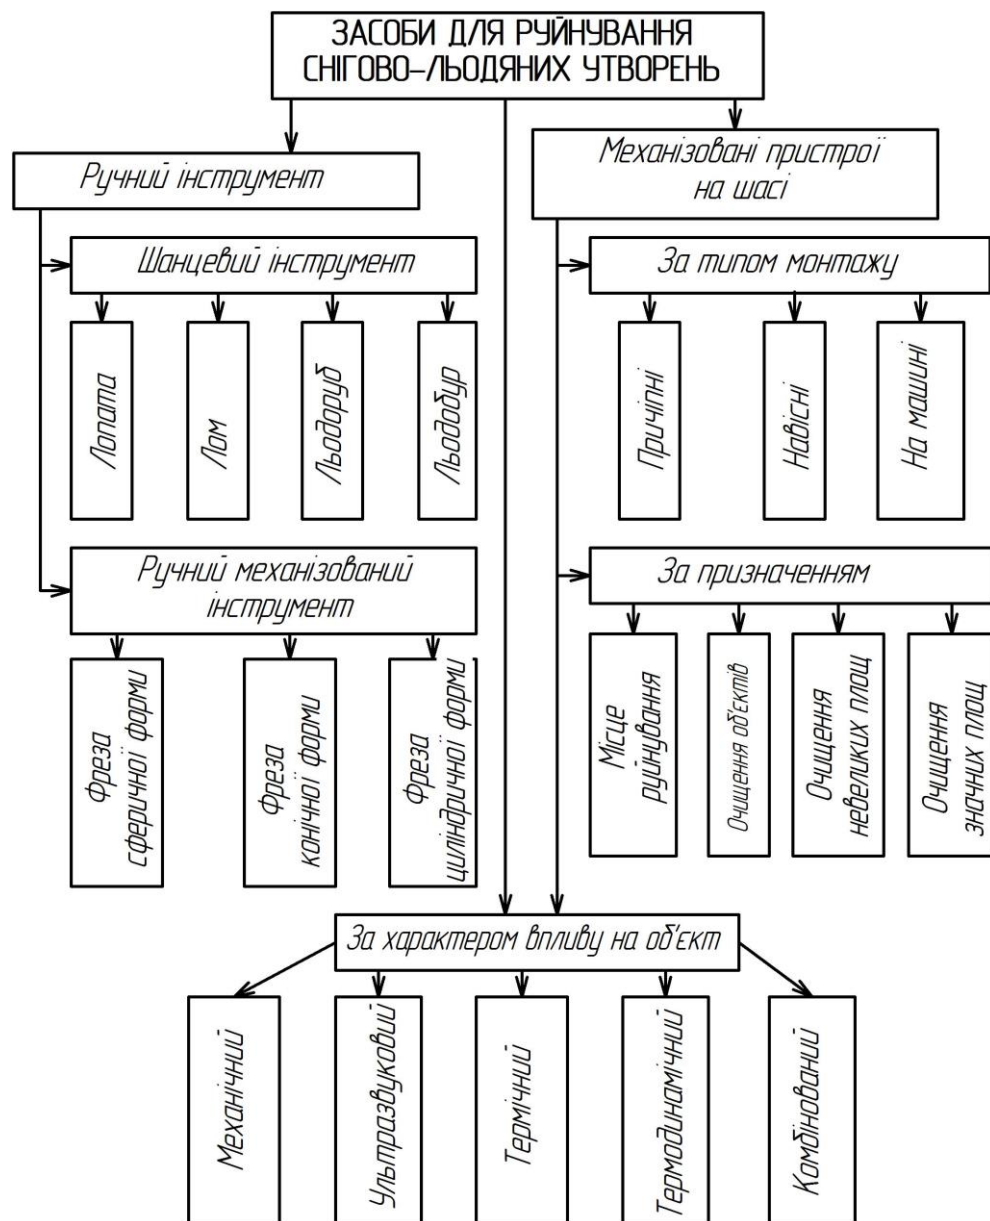 ЗАСОБИ ДЛЯ РУЙНУВАННЯ
СНІГОВО-ЛЬОДЯНИХ УТВОРЕНЬ
Ручний інструмент
Механізовані пристрої
на шасі
Шанцевий інструмент
За типом монтажу
Лопата
Лом
Льодоруб
Льодобур
Причіпні
Навісні
На машині
Ручний механізований
інструмент
За призначенням
Фреза
сферичної форми
Фреза
конічної форми
Фреза
циліндричної форми
Місце
руйнування
Очищення об'єктів
Очищення
невеликих площ
Очищення
значних площ
За характером впливу на об'єкт
Механічний
Ультразвуковий
Термічний
Термодинамічний
Комбінований